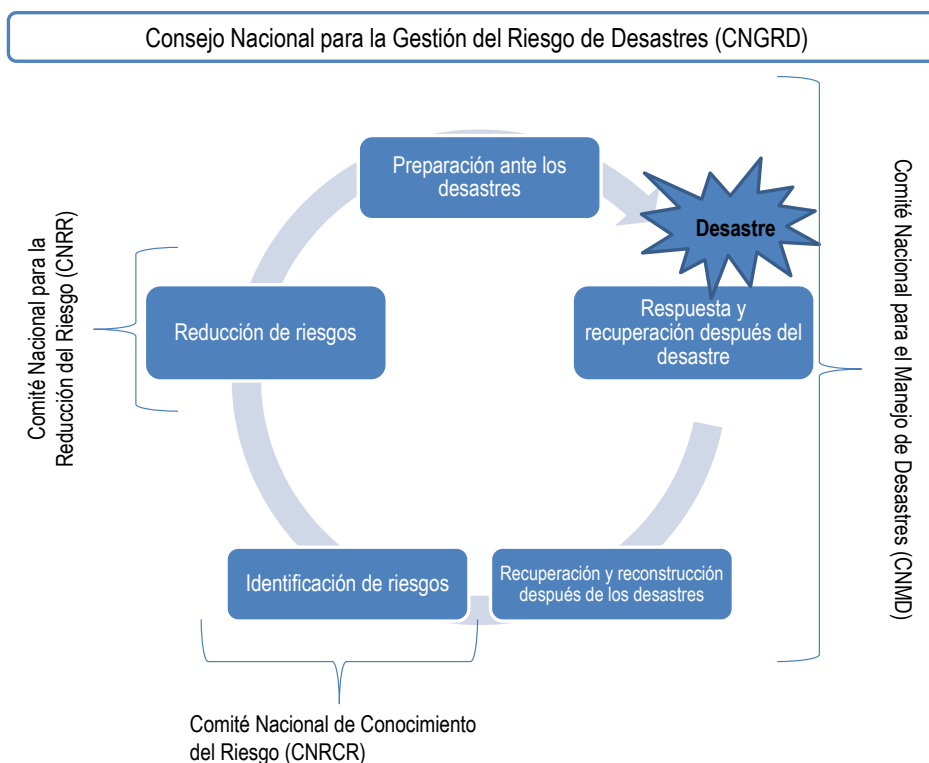 Consejo Nacional para la Gestión del Riesgo de Desastres (CNGRD)
Preparación ante los
desastres
Desastre
Respuesta y
recuperación después del
desastre
Recuperación y reconstrucción
después de los desastres
Identificación de riesgos
Reducción de riesgos
Comité Nacional para la
Reducción del Riesgo (CNRR)
Comité Nacional para el Manejo de Desastres (CNMD)
Comité Nacional de Conocimiento
del Riesgo (CNRCR)